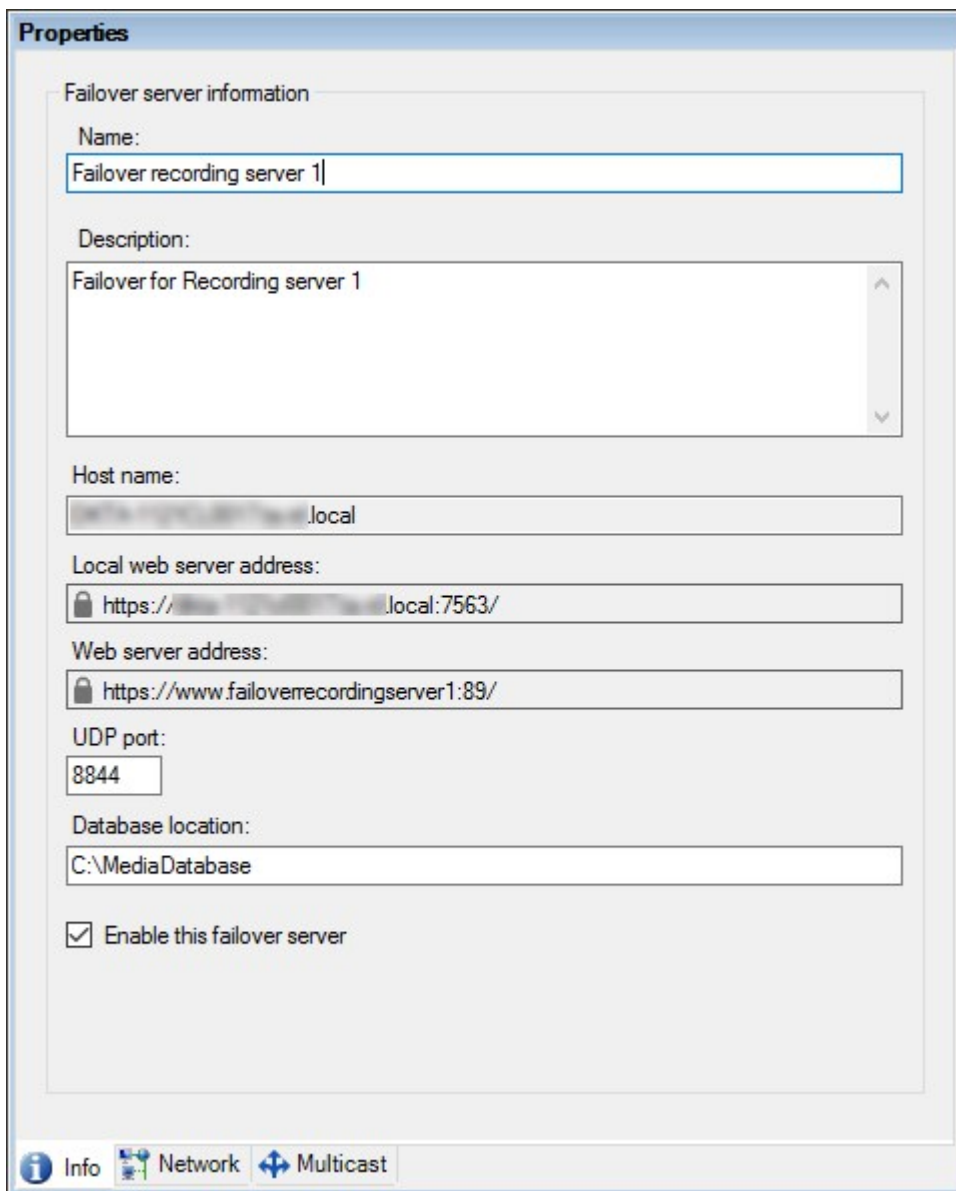 Properties
Failover server information
Name:
Failover recording server 1
Description:
Failover for Recording server 1
Host name:
.local
Local web server address:
https:// .local:7563/
Web server address:
https://www.failoverrecordingserver1:89/
UDP port:
8844
Database location:
C:\MediaDatabase
Enable this failover server
Info Network Multicast